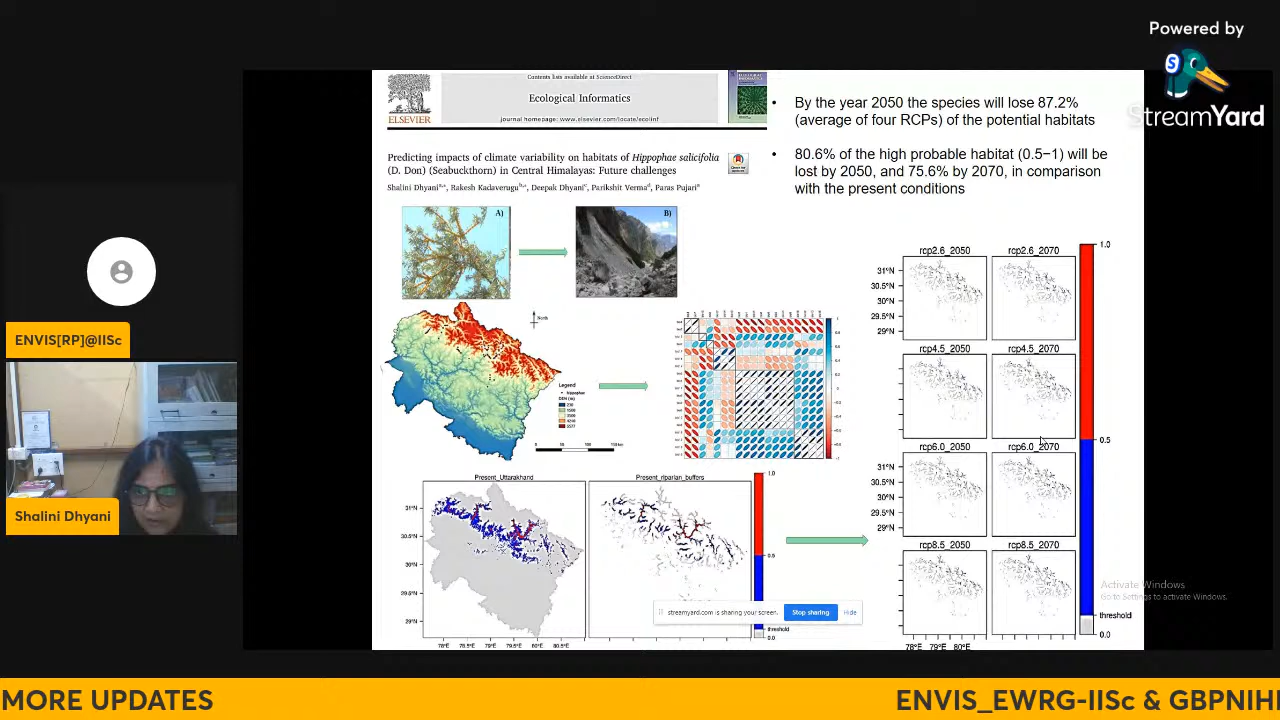 Powered by
StreamYard
Contents lists available at ScienceDirect
Ecological Informatics
journal homepage: www.elsevier.com/locate/ecolinf
ELSEVIER
Predicting impacts of climate variability on habitats of Hippophae salicifolia
(D. Don) (Seabuckthorn) in Central Himalayas: Future challenges
Shalini Dhyani, Rakesh Kadaverugu, Deepak Dhyani, Parikshit Verma, Paras Pujari
• By the year 2050 the species will lose 87.2%
(average of four RCPs) of the potential habitats
• 80.6% of the high probable habitat (0.5−1) will be
lost by 2050, and 75.6% by 2070, in comparison
with the present conditions
A)
B)
North
Legend
DEM (m)
Present_Uttarakhand
Present_riparian_buffers
31°N
30.5°N
30°N
29.5°N
29°N
78°E 78.5°E 79°E 79.5°E 80°E 80.5°E
1.0
0.5
threshold
0.0
rcp2.6_2050
rcp2.6_2070
rcp4.5_2050
rcp4.5_2070
rcp6.0_2050
rcp6.0_2070
rcp8.5_2050
rcp8.5_2070
31°N
30.5°N
30°N
29.5°N
29°N
31°N
30.5°N
30°N
29.5°N
29°N
78°E 79°E 80°E
1.0
0.5
threshold
0.0
Activate Windows
Go to Settings to activate Windows.
streamyard.com is sharing your screen.
Stop sharing
Hide
ENVIS[RP]@IISc
Shalini Dhyani
MORE UPDATES
ENVIS_EWRG-IISc & GBPNIHE